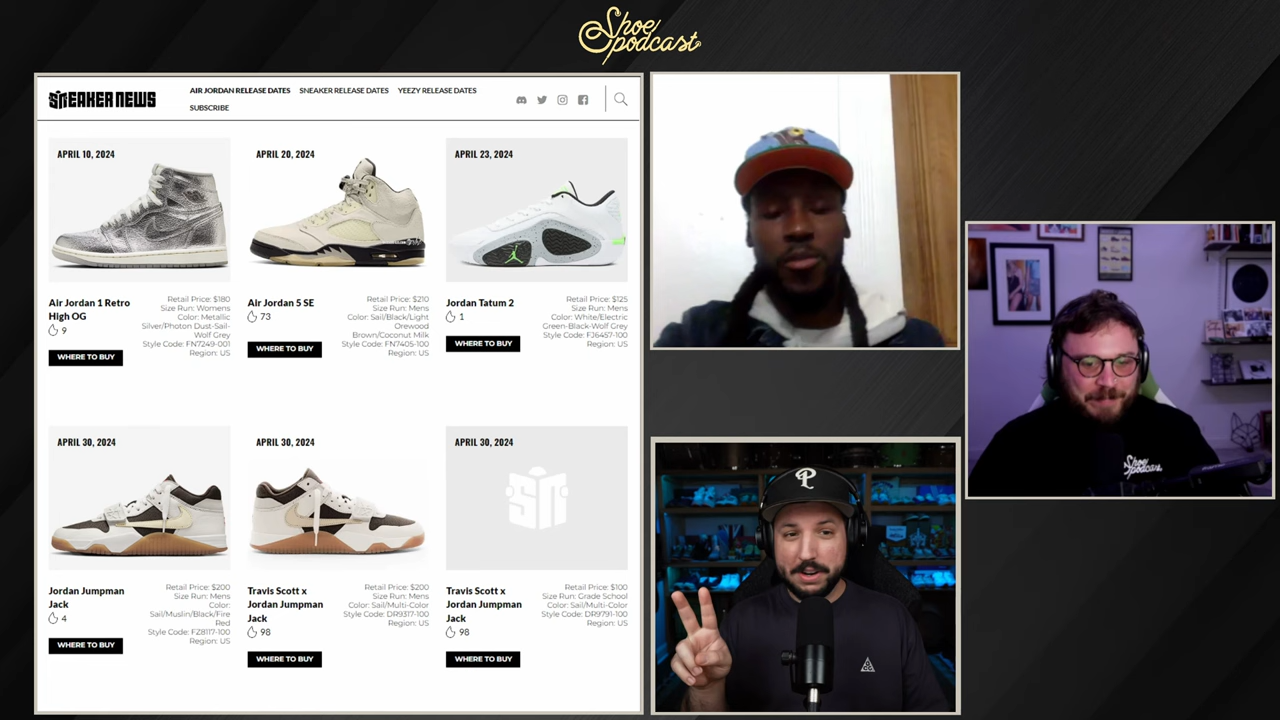 Shoe
podcast
SNEAKER NEWS
AIR JORDAN RELEASE DATES SNEAKER RELEASE DATES YEEZY RELEASE DATES
SUBSCRIBE
APRIL 10, 2024
Air Jordan 1 Retro
High OG
9
WHERE TO BUY
Retail Price: $180
Size Run: Womens
Color: Metallic
Silver/Photon Dust-Sail-
Wolf Grey
Style Code: FN7249-001
Region: US
APRIL 20, 2024
Air Jordan 5 SE
73
WHERE TO BUY
Retail Price: $210
Size Run: Mens
Color: Sail/Black/Light
Orewood
Brown/Coconut Milk
Style Code: FN7405-100
Region: US
APRIL 23, 2024
Jordan Tatum 2
1
WHERE TO BUY
Retail Price: $125
Size Run: Mens
Color: White/Electric
Green-Black-Wolf Grey
Style Code: FJ6457-100
Region: US
APRIL 30, 2024
Jordan Jumpman
Jack
4
WHERE TO BUY
Retail Price: $200
Size Run: Mens
Color:
Sail/Muslin/Black/Fire
Red
Style Code: FZ8117-100
Region: US
APRIL 30, 2024
Travis Scott x
Jordan Jumpman
Jack
98
WHERE TO BUY
Retail Price: $200
Size Run: Mens
Color: Sail/Multi-Color
Style Code: DR9317-100
Region: US
APRIL 30, 2024
SN
Travis Scott x
Jordan Jumpman
Jack
98
WHERE TO BUY
Retail Price: $100
Size Run: Grade School
Color: Sail/Multi-Color
Style Code: DR9791-100
Region: US
Shoe
podcast
P